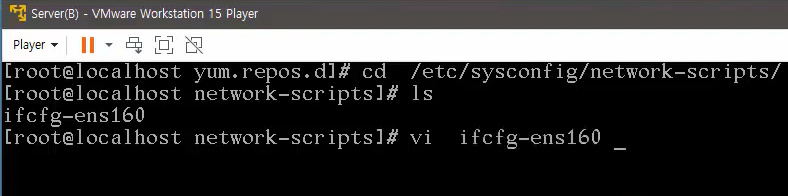 Server(B) - VMware Workstation 15 Player
Player
[root@localhost yum.repos.d]# cd  /etc/sysconfig/network-scripts/
[root@localhost network-scripts]# ls
ifcfg-ens160
[root@localhost network-scripts]# vi  ifcfg-ens160 _